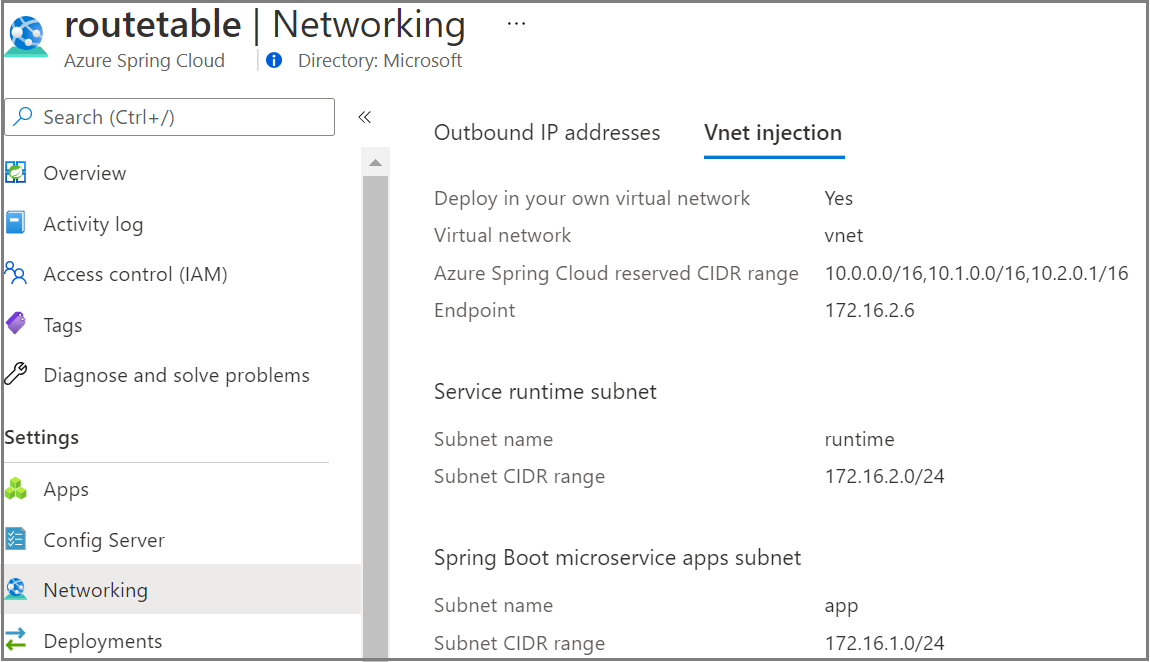 routetable | Networking ...
Azure Spring Cloud | Directory: Microsoft
Search (Ctrl+/) «
Overview
Activity log
Access control (IAM)
Tags
Diagnose and solve problems
Settings
Apps
Config Server
Networking
Deployments
Outbound IP addresses Vnet injection
Deploy in your own virtual network Yes
Virtual network vnet
Azure Spring Cloud reserved CIDR range 10.0.0.0/16,10.1.0.0/16,10.2.0.1/16
Endpoint 172.16.2.6
Service runtime subnet
Subnet name runtime
Subnet CIDR range 172.16.2.0/24
Spring Boot microservice apps subnet
Subnet name app
Subnet CIDR range 172.16.1.0/24